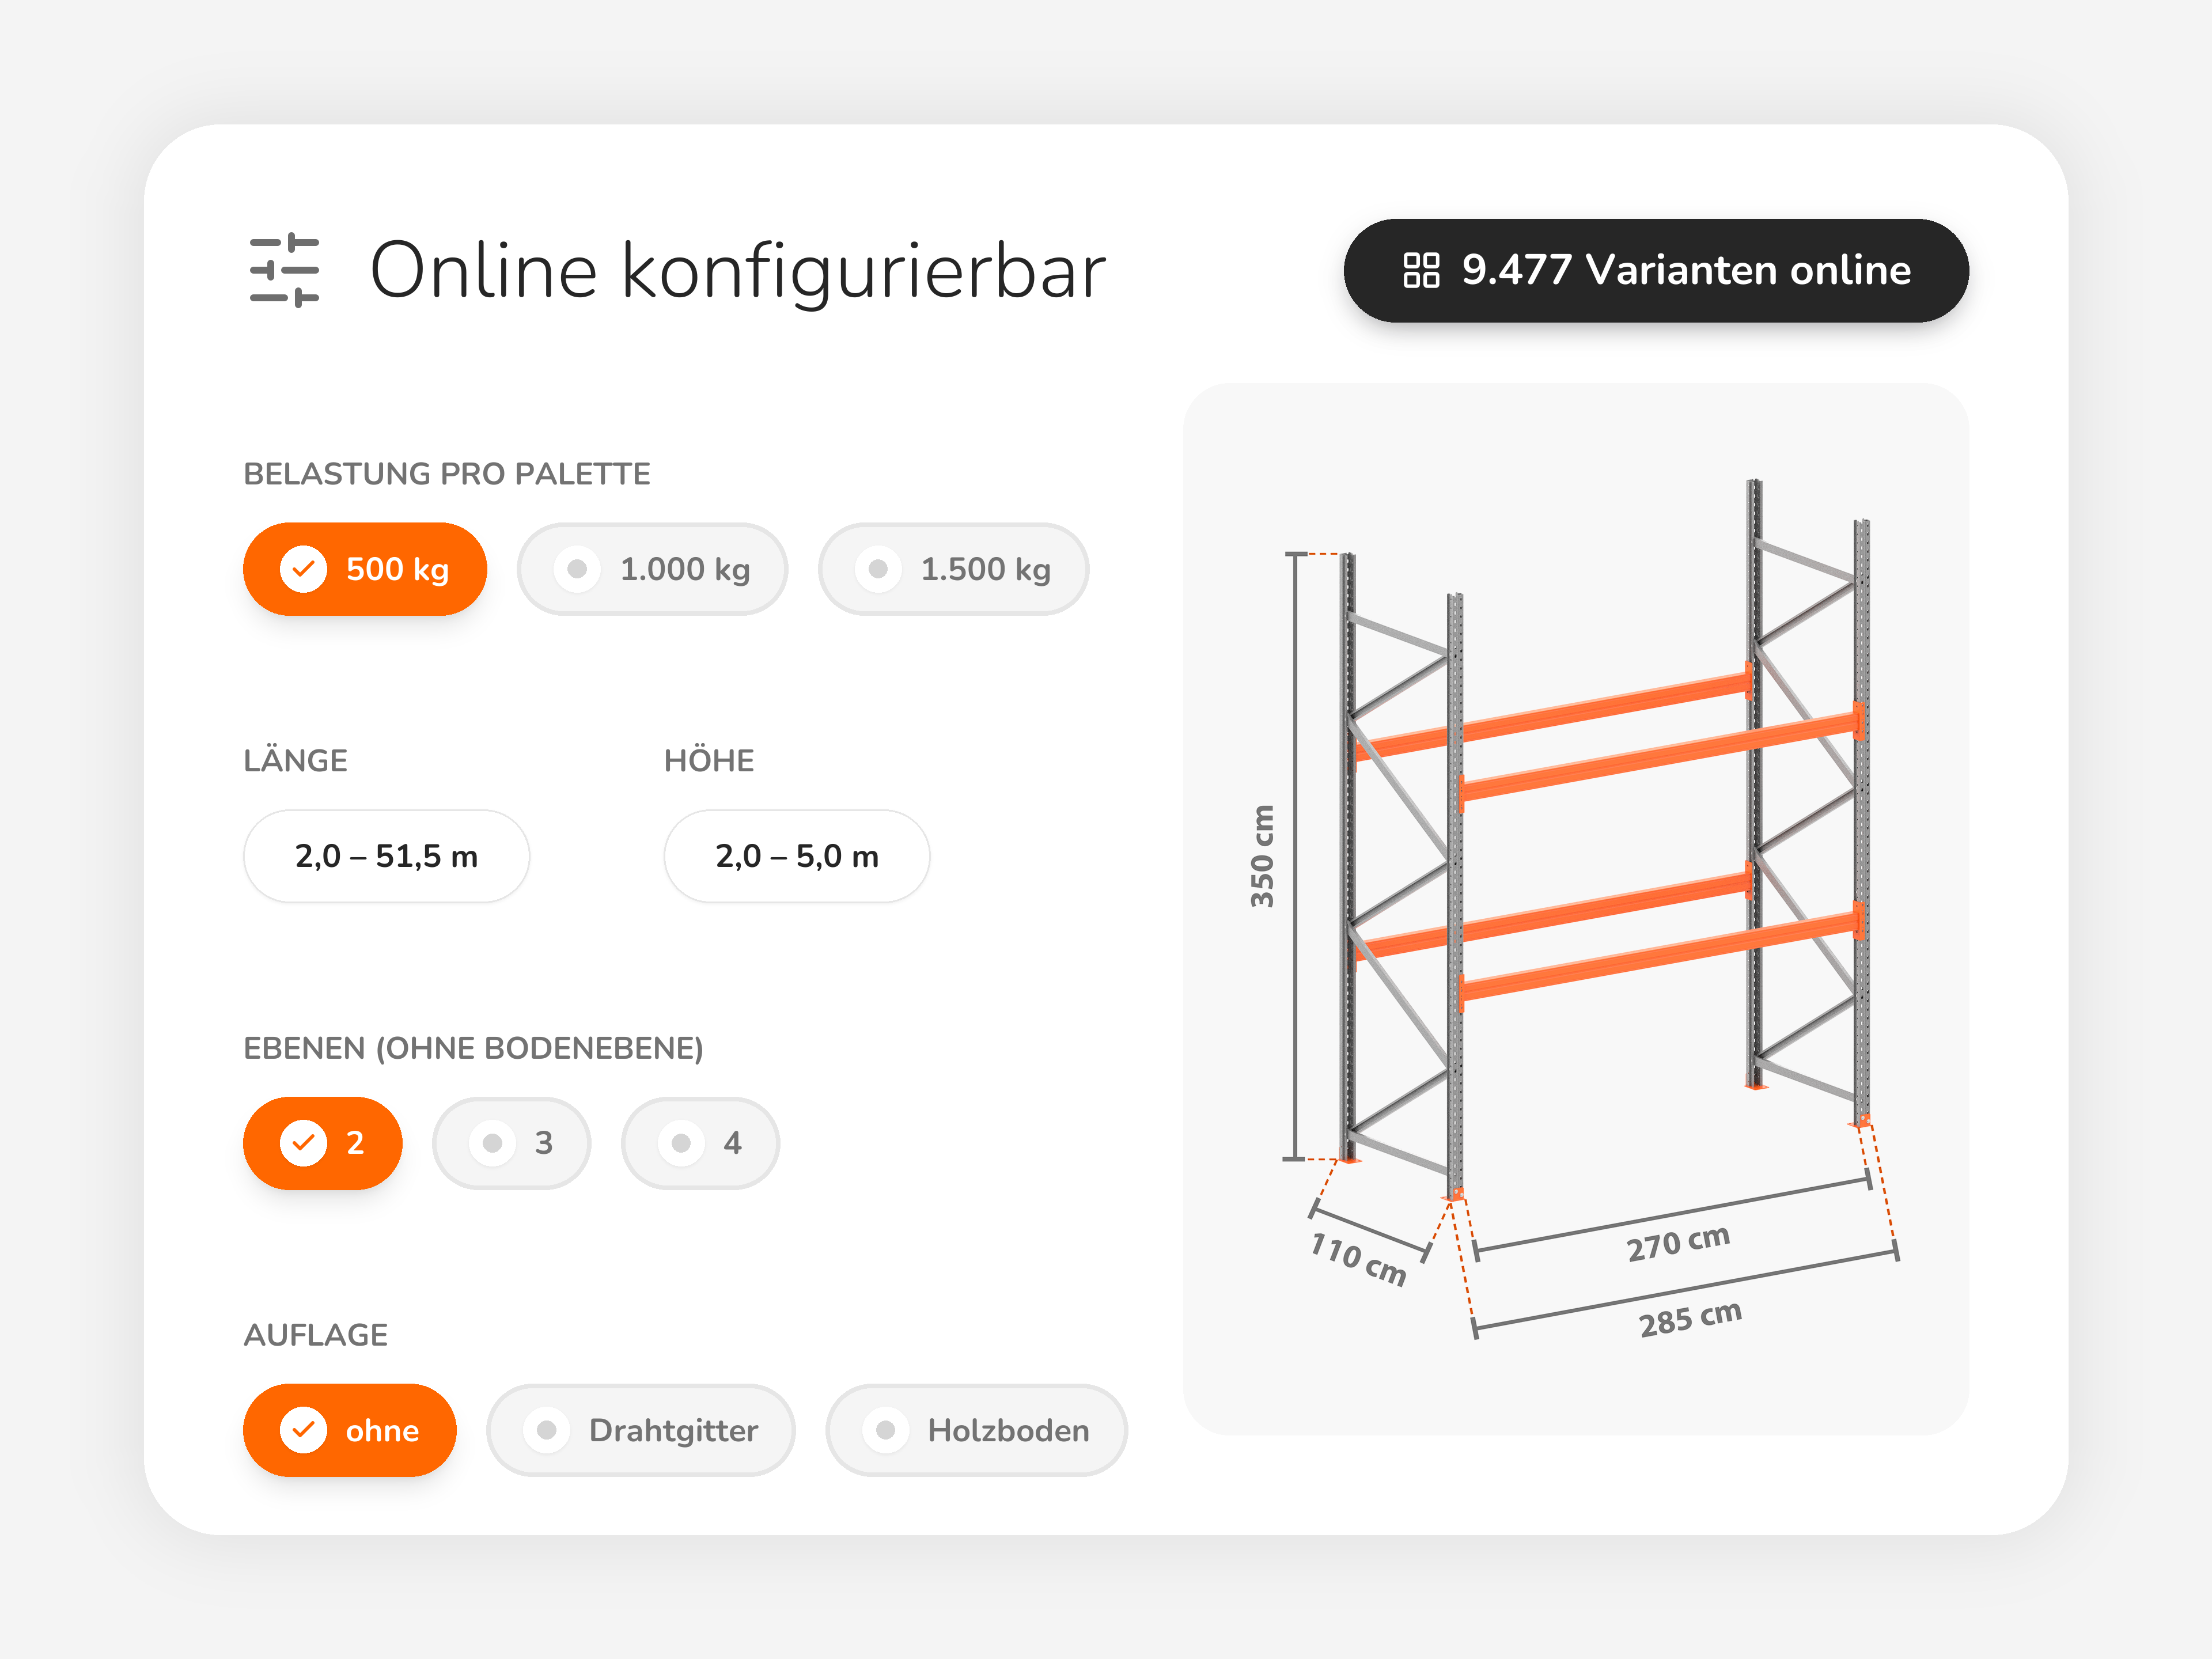 Online konfigurierbar
9.477 Varianten online
BELASTUNG PRO PALETTE
500 kg
1.000 kg
1.500 kg
LÄNGE
HÖHE
2,0 – 51,5 m
2,0 – 5,0 m
EBENEN (OHNE BODENEBENE)
2
3
4
AUFLAGE
ohne
Drahtgitter
Holzboden
350 cm
110 cm
270 cm
285 cm